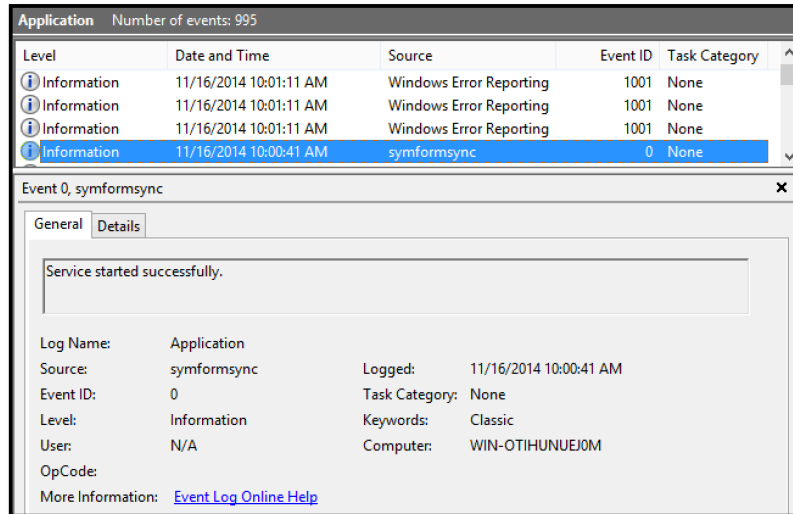 Application Number of events: 995
Level Date and Time Source Event ID Task Category
Information 11/16/2014 10:01:11 AM Windows Error Reporting 1001 None
Information 11/16/2014 10:01:11 AM Windows Error Reporting 1001 None
Information 11/16/2014 10:01:11 AM Windows Error Reporting 1001 None
Information 11/16/2014 10:00:41 AM symformsync 0 None
Event 0, symformsync
General Details
Service started successfully.
Log Name: Application
Source: symformsync Logged: 11/16/2014 10:00:41 AM
Event ID: 0 Task Category: None
Level: Information Keywords: Classic
User: N/A Computer: WIN-OTIHUNUEJ0M
OpCode:
More Information: Event Log Online Help